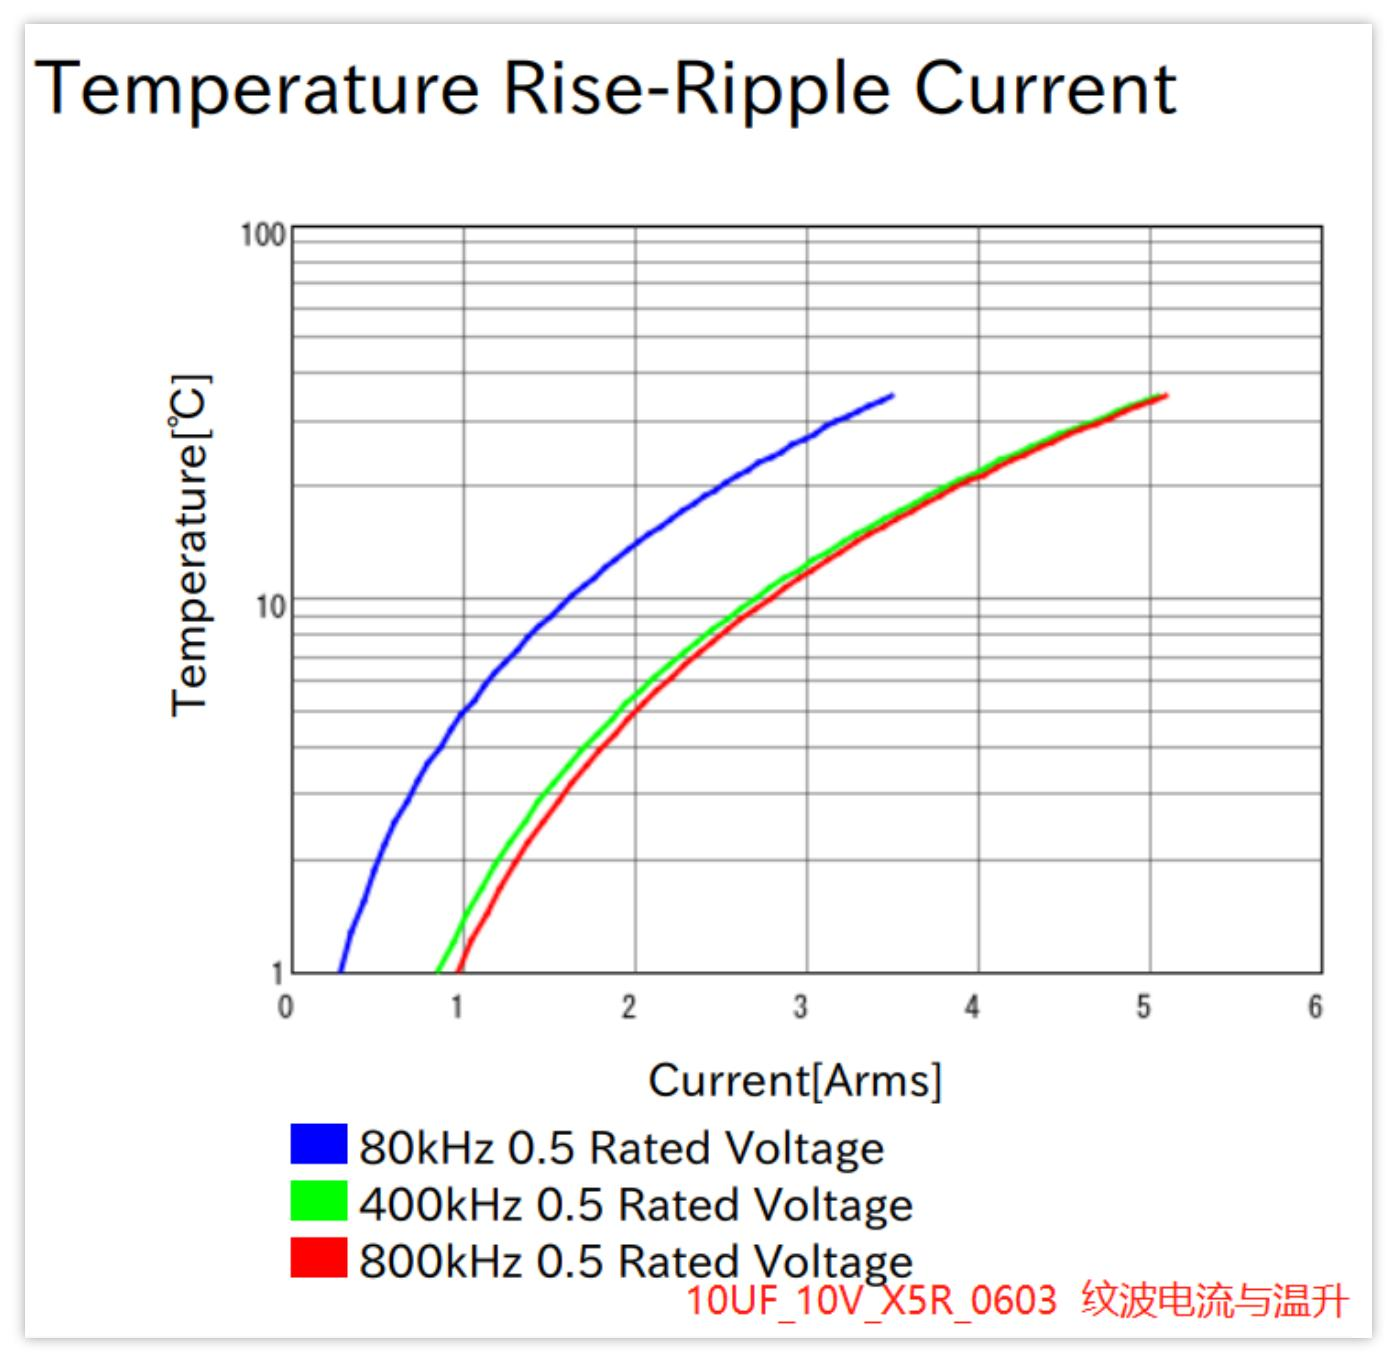 Temperature Rise-Ripple Current
100
10
1
Temperature[℃]
0 1 2 3 4 5 6
Current[Arms]
80kHz 0.5 Rated Voltage
400kHz 0.5 Rated Voltage
800kHz 0.5 Rated Voltage
10UF_10V_X5R_0603 纹波电流与温升